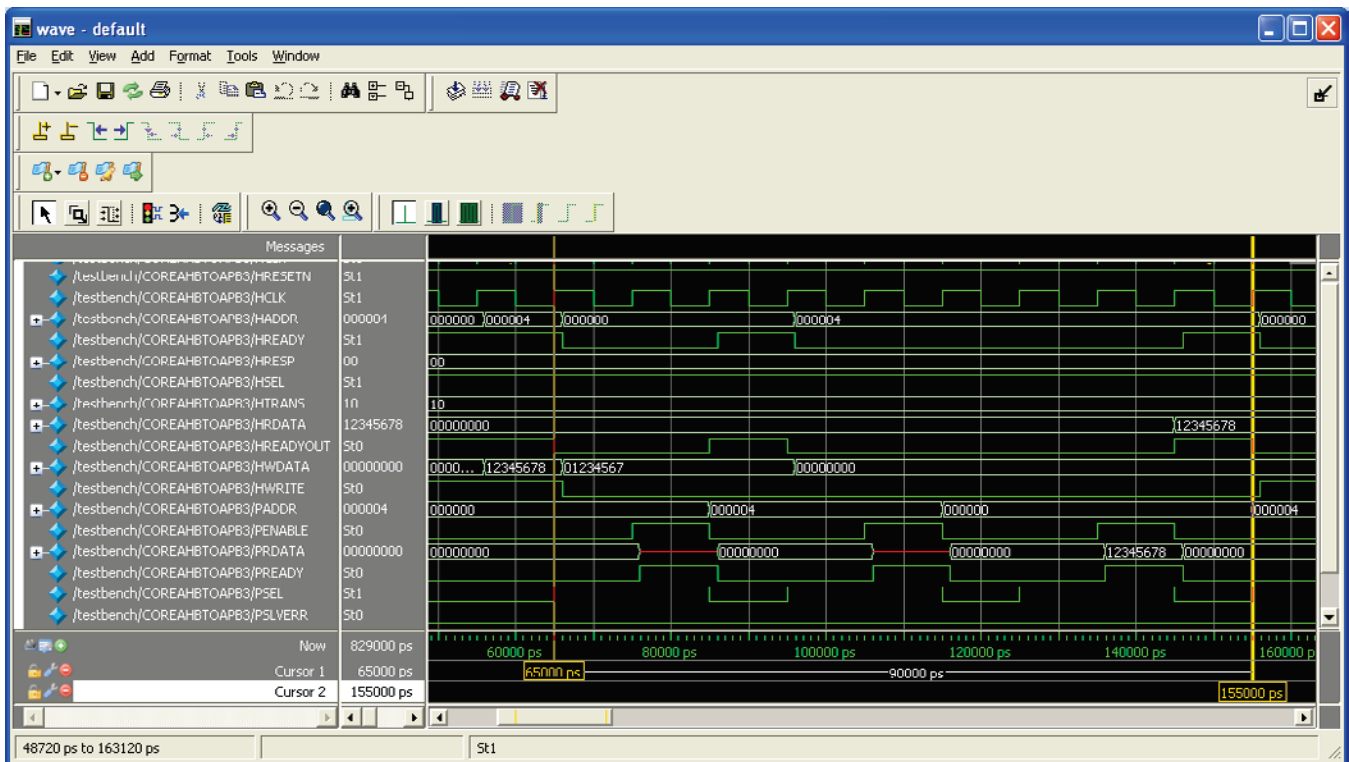 wave - default
File Edit View Add Format Tools Window
Messages
/testbench/COREAHBTOAPB3/HRESETN St1
/testbench/COREAHBTOAPB3/HCLK St1
/testbench/COREAHBTOAPB3/HADDR 000004 000000 000004 000000 000004 000000
/testbench/COREAHBTOAPB3/HREADY St1
/testbench/COREAHBTOAPB3/HRESP 00 00
/testbench/COREAHBTOAPB3/HSEL St1
/testbench/COREAHBTOAPB3/HTRANS 10 10
/testbench/COREAHBTOAPB3/HRDATA 12345678 00000000 12345678
/testbench/COREAHBTOAPB3/HREADYOUT St0
/testbench/COREAHBTOAPB3/HWDATA 00000000 0000... 12345678 01234567 00000000
/testbench/COREAHBTOAPB3/HWRITE St0
/testbench/COREAHBTOAPB3/PADDR 000004 000000 000004 000000 000004
/testbench/COREAHBTOAPB3/PENABLE St0
/testbench/COREAHBTOAPB3/PRDATA 00000000 00000000 00000000 00000000 12345678 00000000
/testbench/COREAHBTOAPB3/PREADY St0
/testbench/COREAHBTOAPB3/PSEL St1
/testbench/COREAHBTOAPB3/PSLVERR St0
Now 829000 ps 60000 ps 80000 ps 100000 ps 120000 ps 140000 ps 160000 p
Cursor 1 65000 ps 65000 ps 90000 ps
Cursor 2 155000 ps 155000 ps
48720 ps to 163120 ps St1